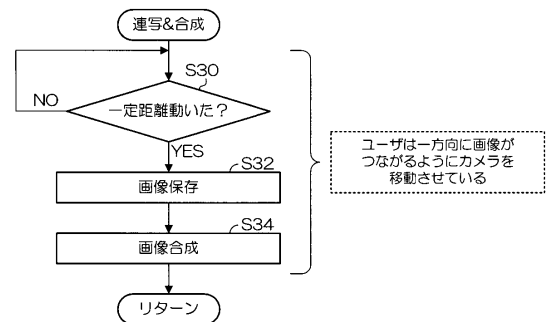 連写&合成
S30
一定距離動いた？
NO
YES
S32
画像保存
S34
画像合成
リターン
ユーザは一方向に画像が
つながるようにカメラを
移動させている